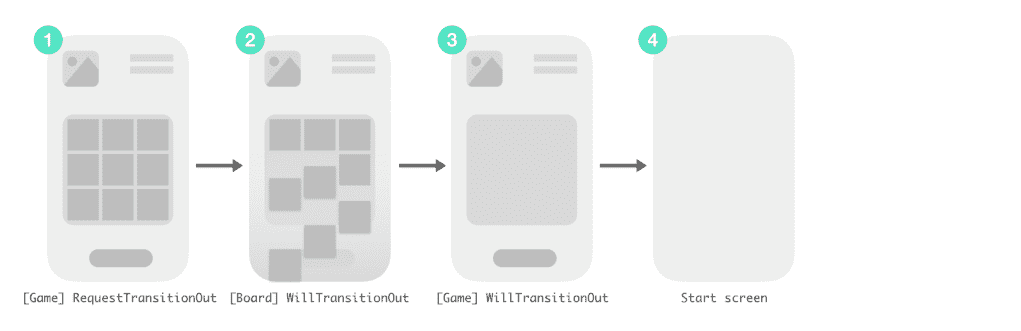 1
2
3
4
[Game] RequestTransitionOut
[Board] WillTransitionOut
[Game] WillTransitionOut
Start screen